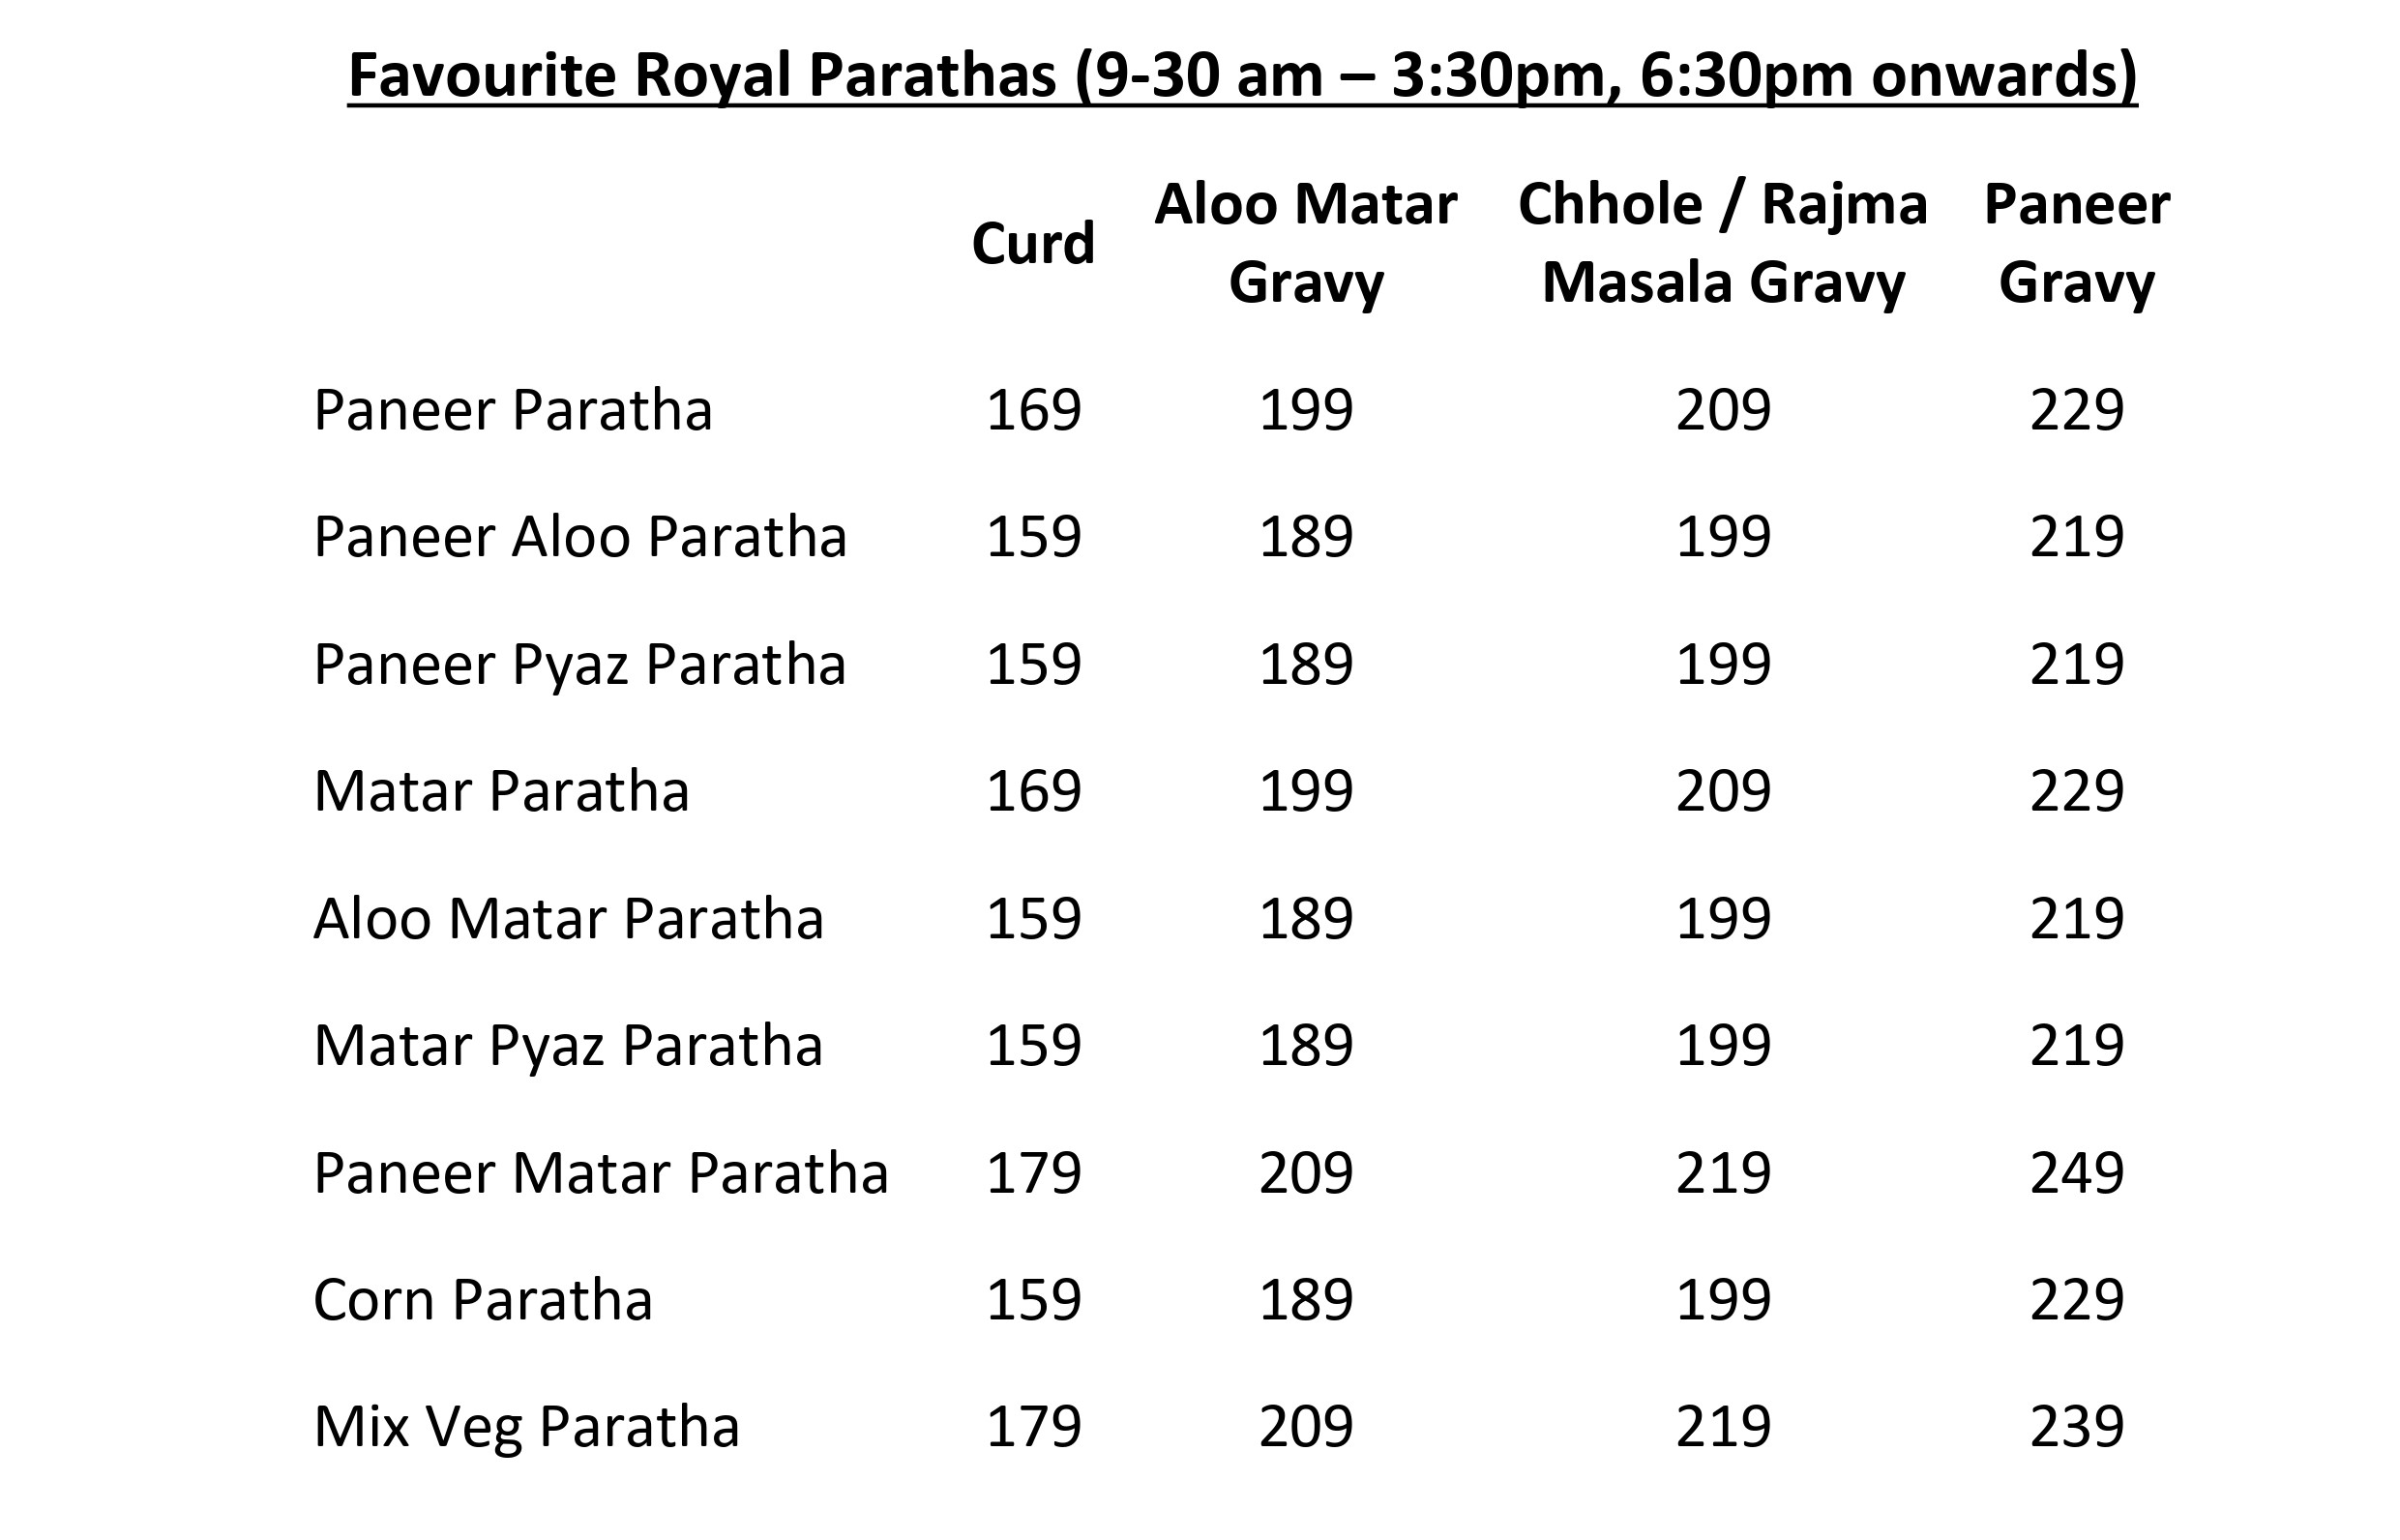 Favourite Royal Parathas (9-30 am – 3:30pm, 6:30pm onwards)
Curd Aloo Matar Gravy Chhole / Rajma Masala Gravy Paneer Gravy
Paneer Paratha 169 199 209 229
Paneer Aloo Paratha 159 189 199 219
Paneer Pyaz Paratha 159 189 199 219
Matar Paratha 169 199 209 229
Aloo Matar Paratha 159 189 199 219
Matar Pyaz Paratha 159 189 199 219
Paneer Matar Paratha 179 209 219 249
Corn Paratha 159 189 199 229
Mix Veg Paratha 179 209 219 239